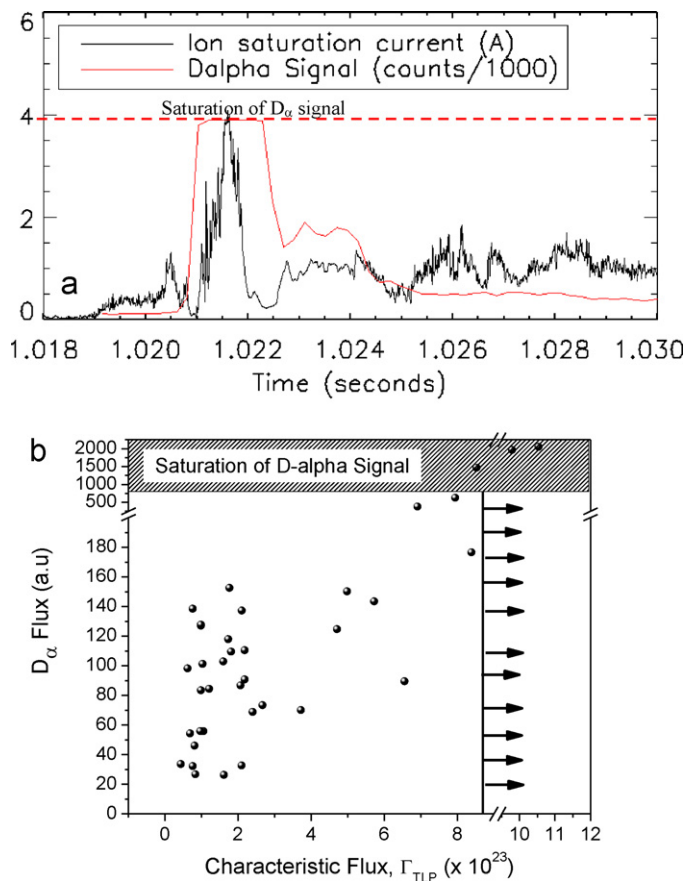 6
Ion saturation current (A)
Dalpha Signal (counts/1000)
Saturation of Dα signal
4
2
a
0
1.018 1.020 1.022 1.024 1.026 1.028 1.030
Time (seconds)
b
2000
Saturation of D-alpha Signal
1500
1000
500
180
160
140
120
100
80
60
40
20
0
Dα Flux (a.u)
0 2 4 6 8 10 11 12
Characteristic Flux, ΓTLP (x 10²³)